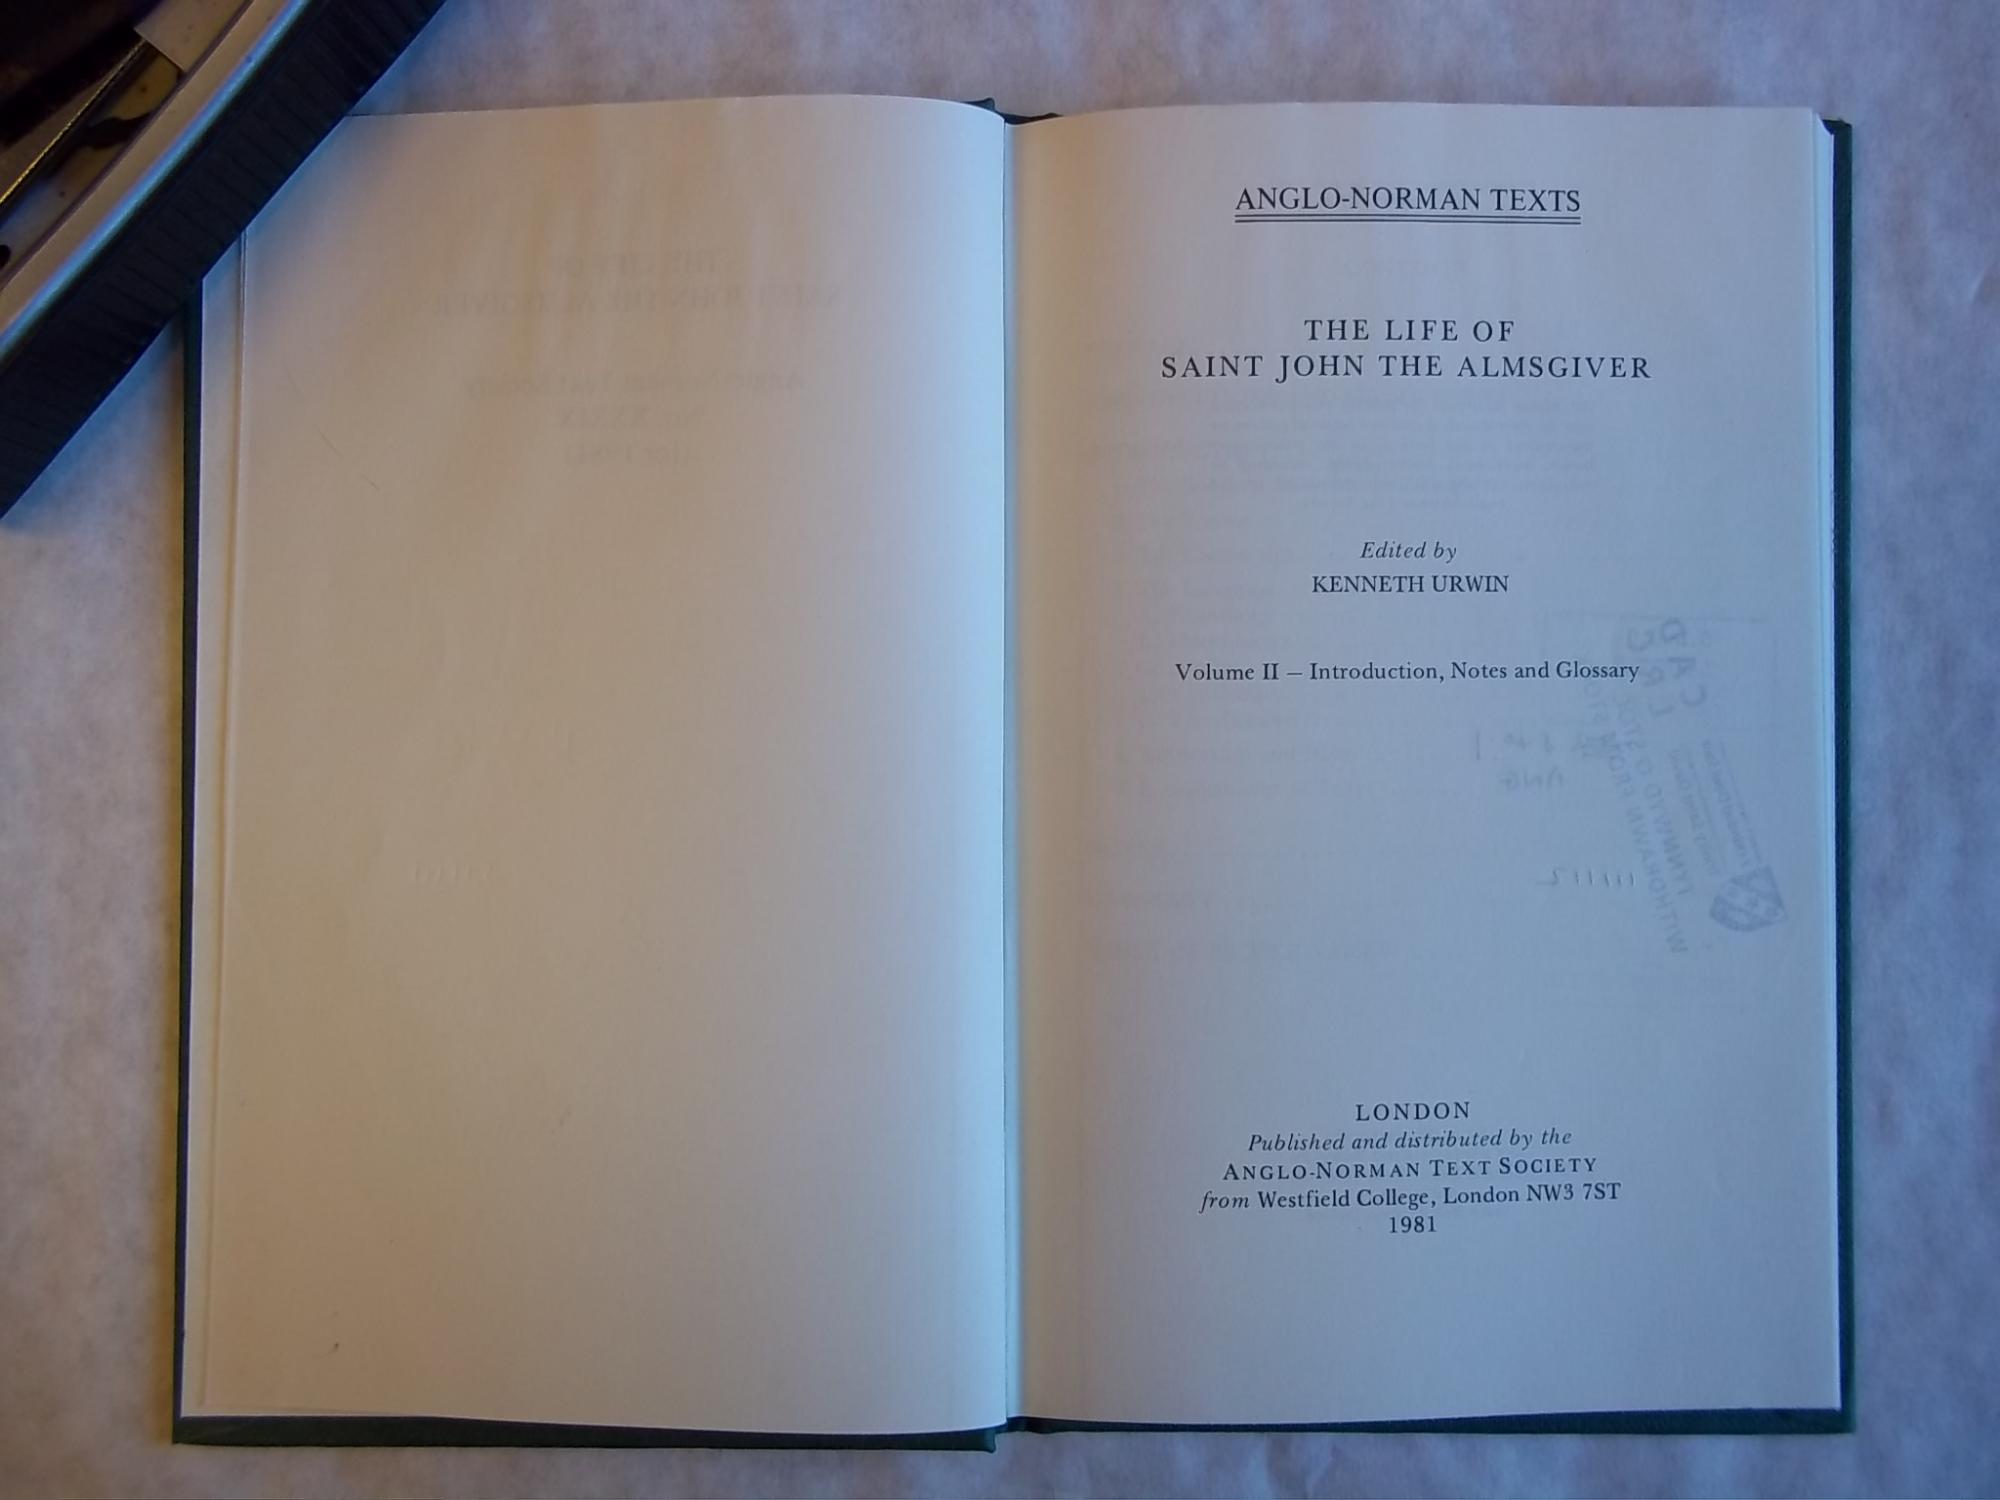 ANGLO-NORMAN TEXTS
THE LIFE OF
SAINT JOHN THE ALMSGIVER
Edited by
KENNETH URWIN
Volume II – Introduction, Notes and Glossary
LONDON
Published and distributed by the
ANGLO-NORMAN TEXT SOCIETY
from Westfield College, London NW3 7ST
1981